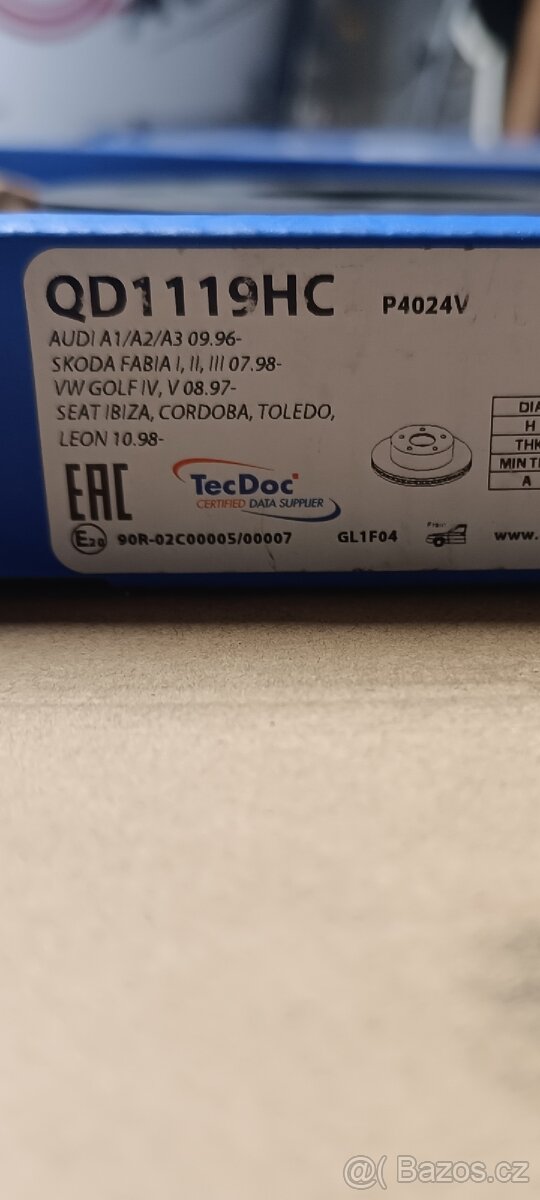 QD1119HC P4024V
AUDI A1/A2/A3 09.96-
SKODA FABIA I, II, III 07.98-
VW GOLF IV, V 08.97-
SEAT IBIZA, CORDOBA, TOLEDO,
LEON 10.98-
DIA
H
THK
MIN TH
A
EAC
TecDoc
CERTIFIED DATA SUPPLIER
E20 90R-02C00005/00007 GL1F04 Front www.
@( Bazos.cz